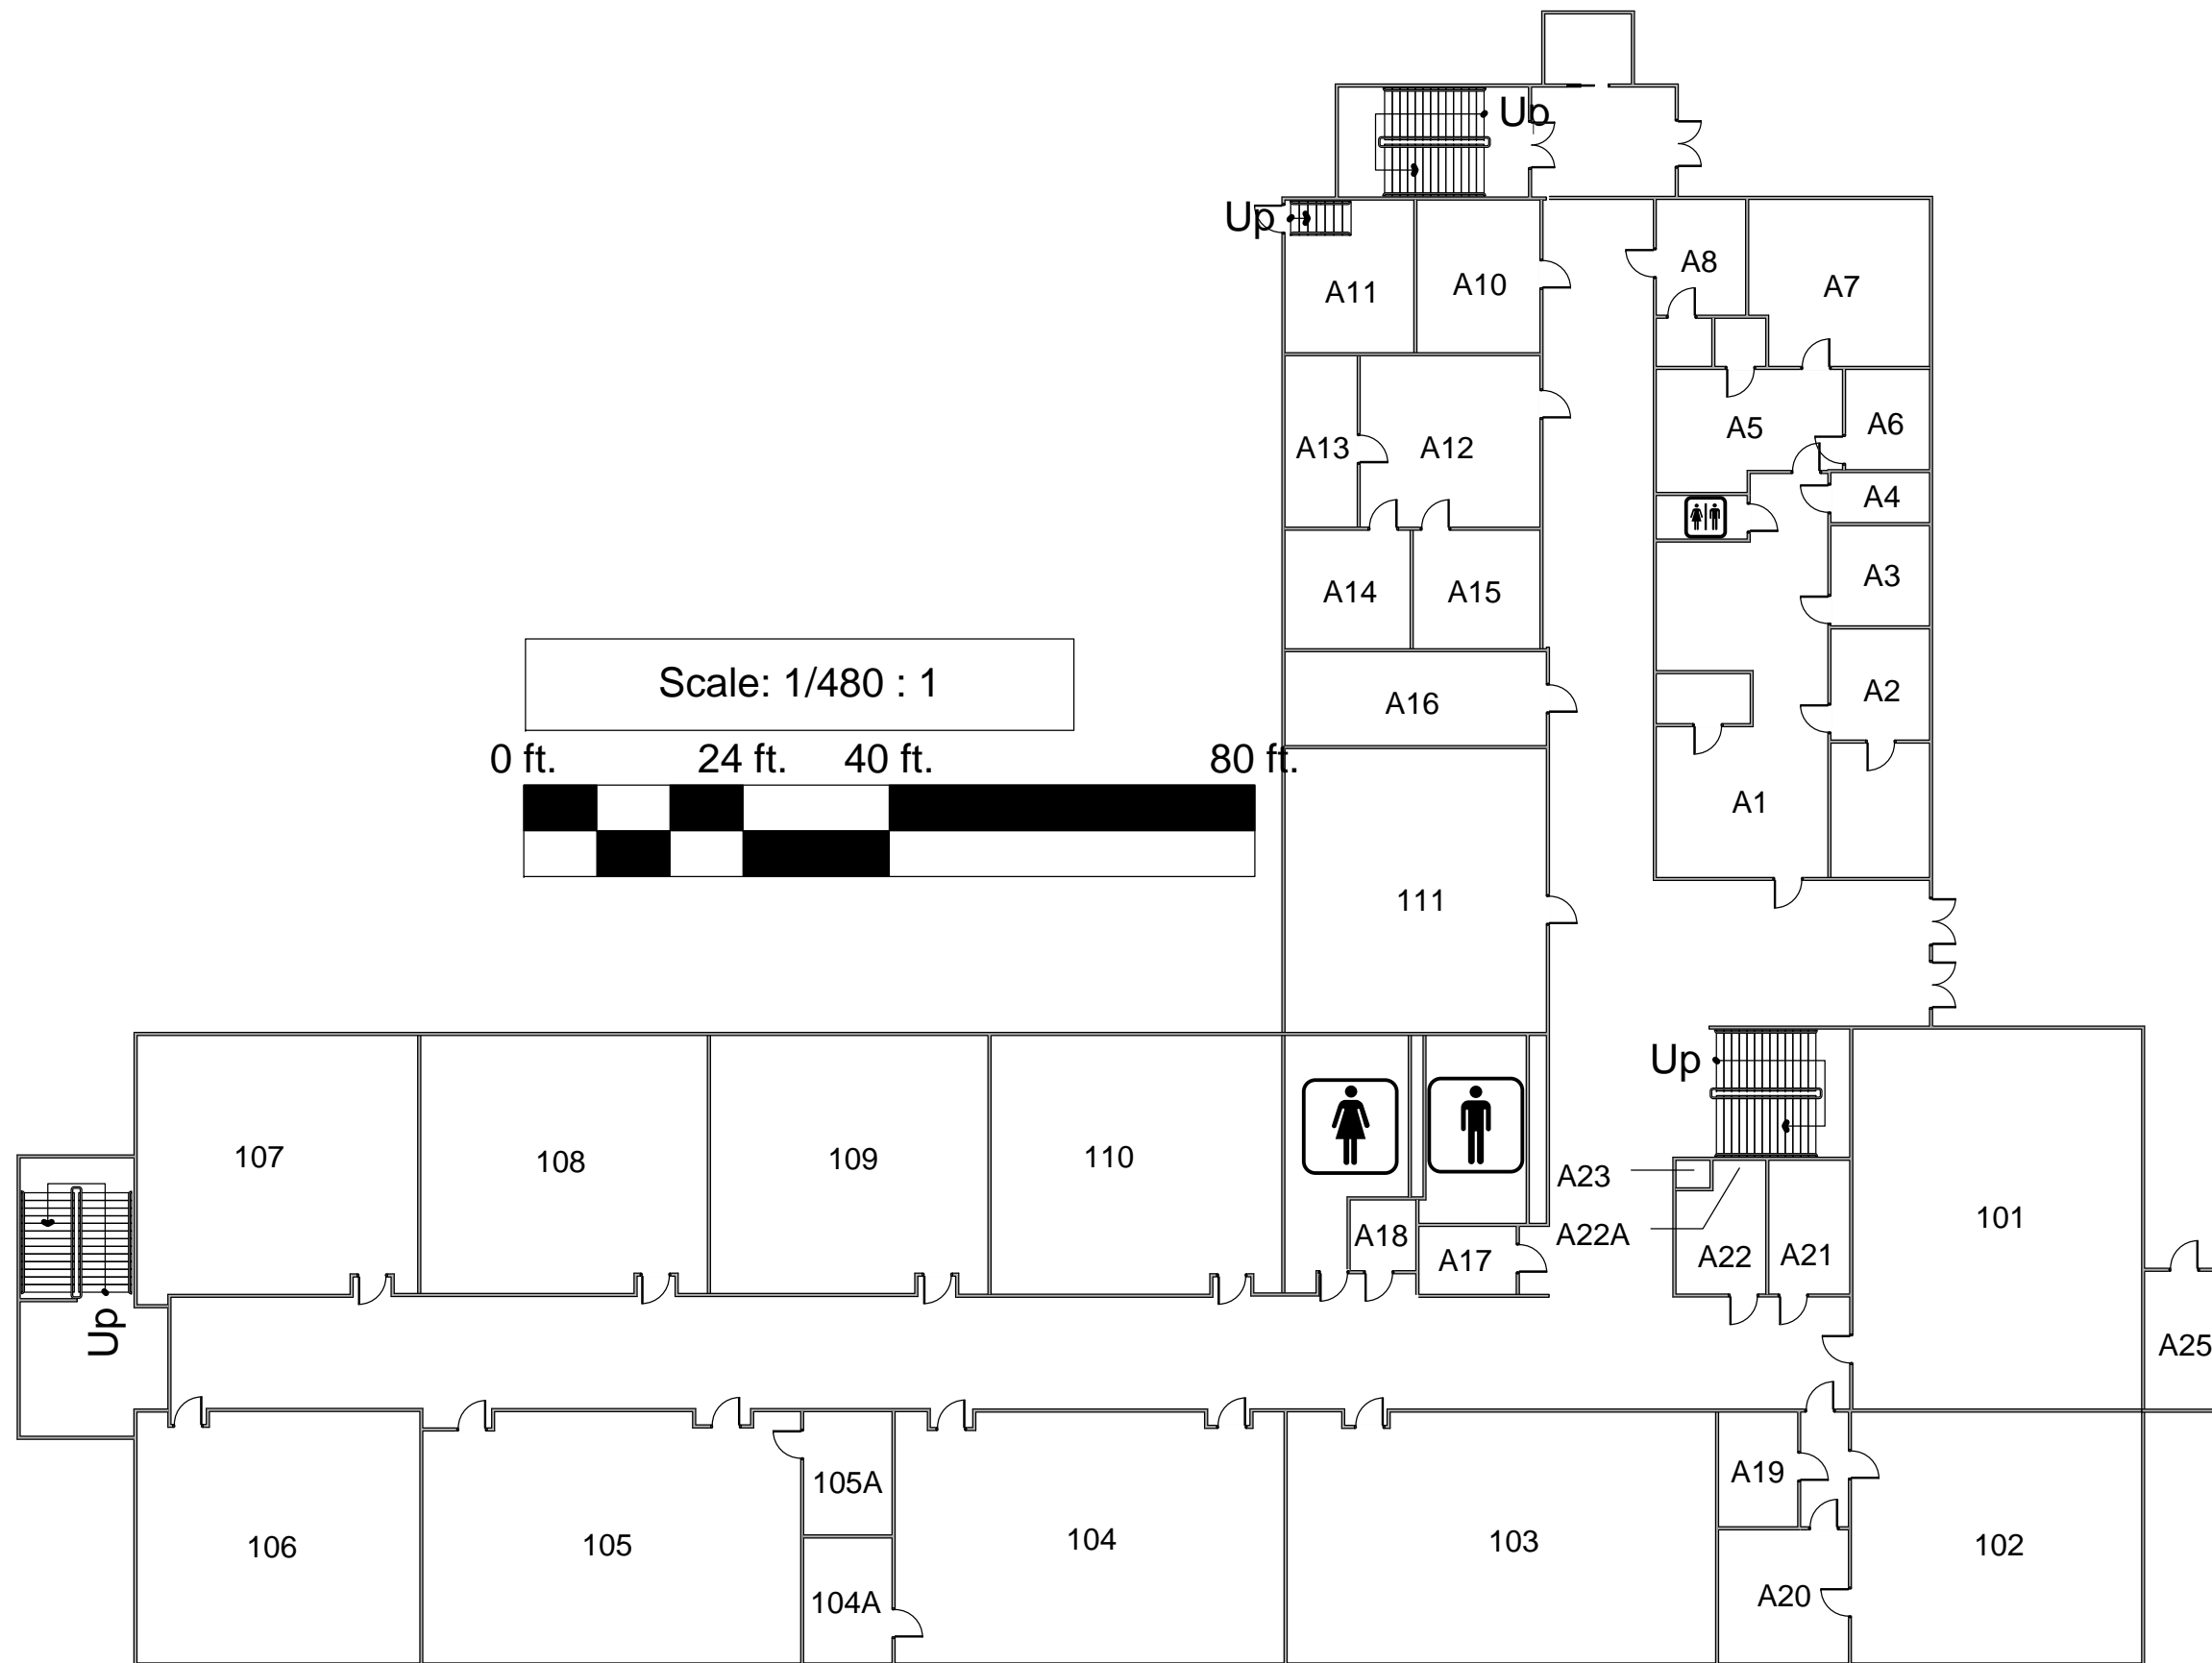 Up
Up
A8
A11
A10
A7
A5
A6
A13
A12
A4
A3
A14
A15
Scale: 1/480 : 1
A2
A16
0 ft. 24 ft. 40 ft. 80 ft.
A1
111
Up
107
108
109
110
A23
101
A22A
A18
A17
A22
A21
Up
A25
105A
A19
106
105
104
103
102
104A
A20